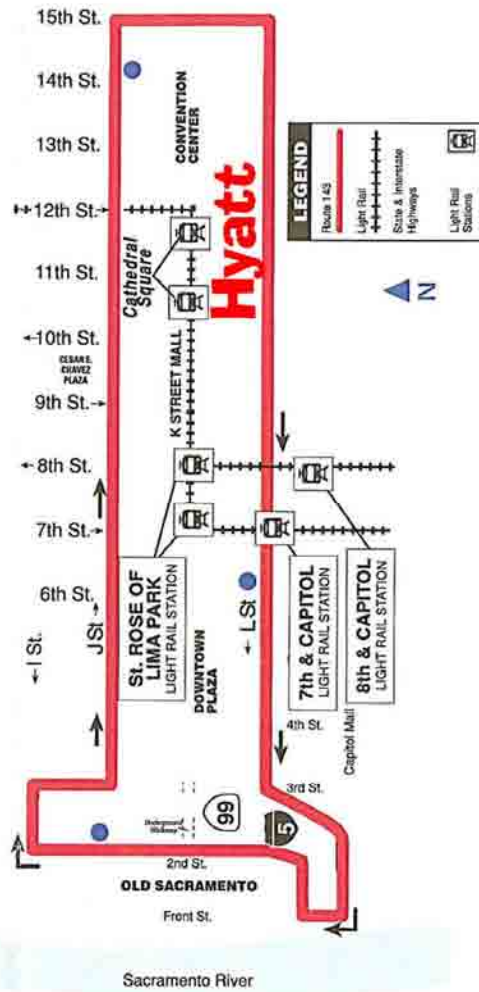 15th St.
14th St.
13th St.
12th St.
11th St.
10th St.
9th St.
8th St.
7th St.
6th St.
CESAR E.
CHAVEZ
PLAZA
I St.
J St
CONVENTION
CENTER
Cathedral
Square
Hyatt
K STREET MALL
St. ROSE OF
LIMA PARK
LIGHT RAIL STATION
DOWNTOWN
PLAZA
L St
7th & CAPITOL
LIGHT RAIL STATION
8th & CAPITOL
LIGHT RAIL STATION
4th St.
Capitol Mall
3rd St.
Underground
Walkway
99
5
2nd St.
OLD SACRAMENTO
Front St.
Sacramento River
LEGEND
Route 143
Light Rail
State & Interstate
Highways
Light Rail
Stations
N